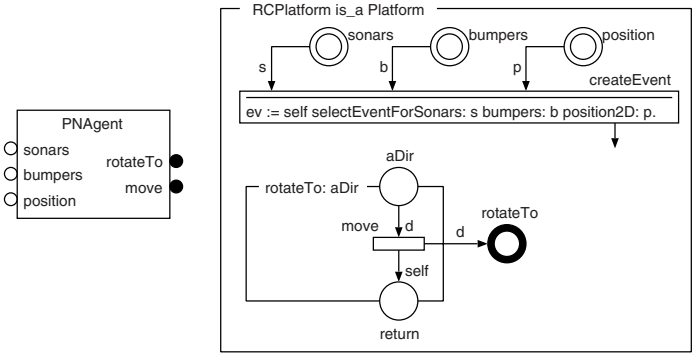 PNAgent
sonars
bumpers
position
rotateTo
move
RCPlatform is_a Platform
sonars
bumpers
position
s
b
p
createEvent
ev := self selectEventForSonars: s bumpers: b position2D: p.
aDir
rotateTo: aDir
move
d
d
rotateTo
self
return